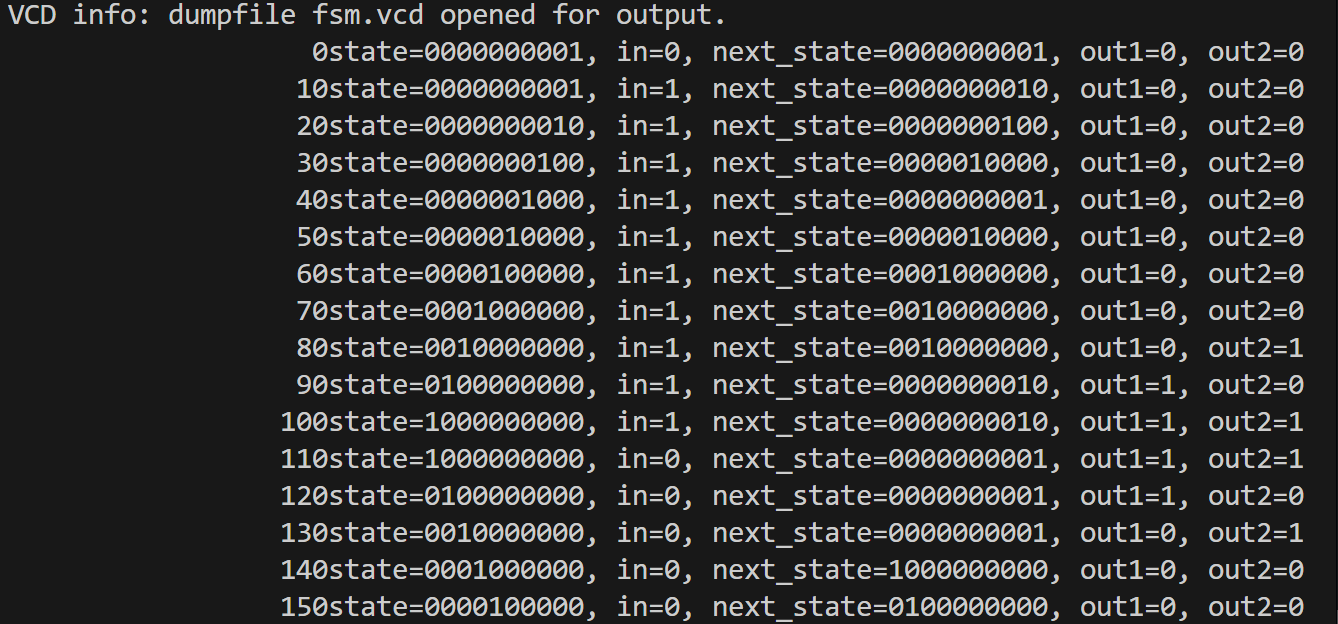 VCD info: dumpfile fsm.vcd opened for output.
0state=0000000001, in=0, next_state=0000000001, out1=0, out2=0
10state=0000000001, in=1, next_state=0000000010, out1=0, out2=0
20state=0000000010, in=1, next_state=0000000100, out1=0, out2=0
30state=0000000100, in=1, next_state=0000010000, out1=0, out2=0
40state=0000001000, in=1, next_state=0000000001, out1=0, out2=0
50state=0000010000, in=1, next_state=0000010000, out1=0, out2=0
60state=0000100000, in=1, next_state=0001000000, out1=0, out2=0
70state=0001000000, in=1, next_state=0010000000, out1=0, out2=0
80state=0010000000, in=1, next_state=0010000000, out1=0, out2=1
90state=0100000000, in=1, next_state=0000000010, out1=1, out2=0
100state=1000000000, in=1, next_state=0000000010, out1=1, out2=1
110state=1000000000, in=0, next_state=0000000001, out1=1, out2=1
120state=0100000000, in=0, next_state=0000000001, out1=1, out2=0
130state=0010000000, in=0, next_state=0000000001, out1=0, out2=1
140state=0001000000, in=0, next_state=1000000000, out1=0, out2=0
150state=0000100000, in=0, next_state=0100000000, out1=0, out2=0